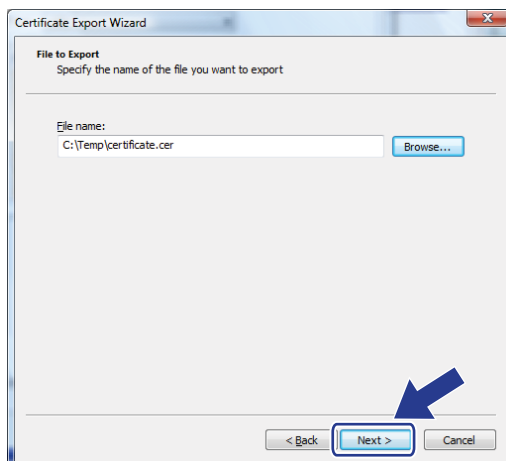 Certificate Export Wizard
File to Export
Specify the name of the file you want to export
File name:
C:\Temp\certificate.cer
Browse...
< Back
Next >
Cancel